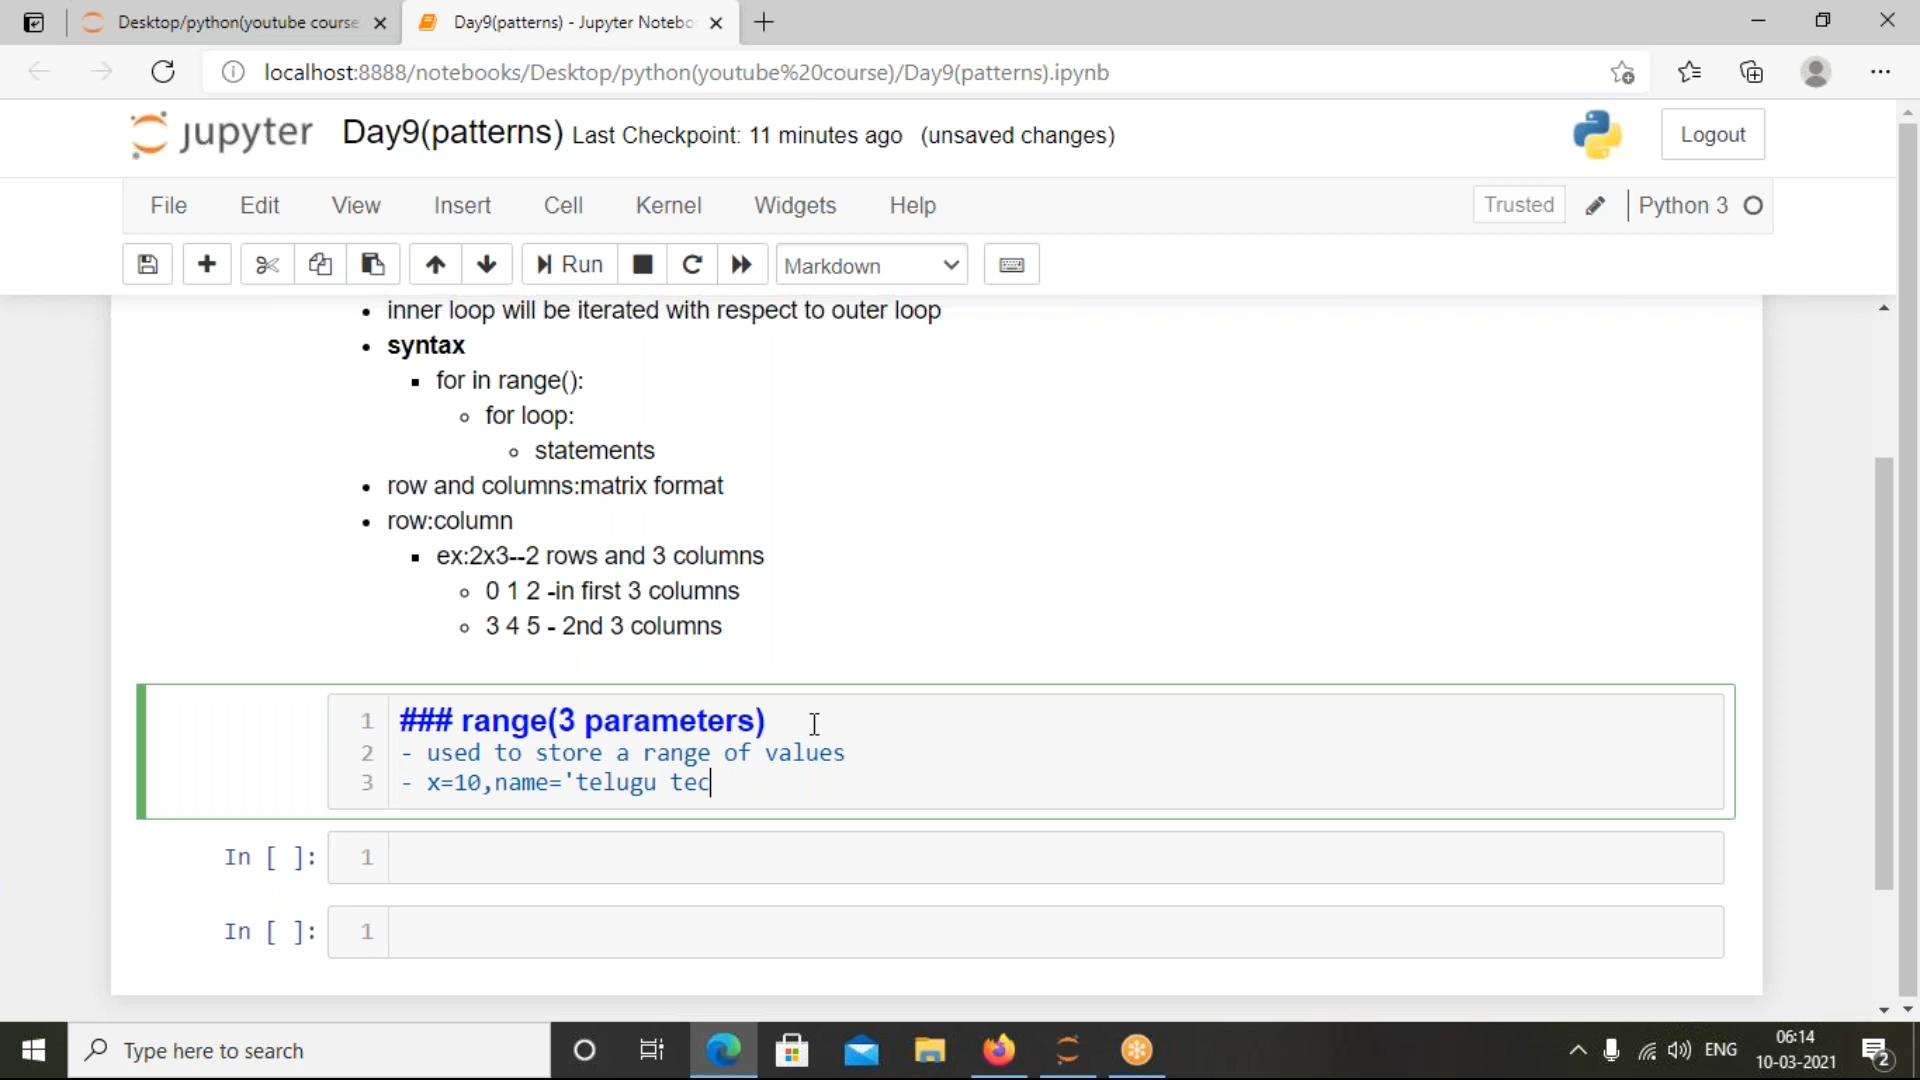 Desktop/python(youtube course
Day9(patterns) - Jupyter Notebo
localhost:8888/notebooks/Desktop/python(youtube%20course)/Day9(patterns).ipynb
jupyter Day9(patterns) Last Checkpoint: 11 minutes ago (unsaved changes)
Logout
File Edit View Insert Cell Kernel Widgets Help
Trusted Python 3
Run Markdown
inner loop will be iterated with respect to outer loop
syntax
for in range():
for loop:
statements
row and columns:matrix format
row:column
ex:2x3--2 rows and 3 columns
0 1 2 -in first 3 columns
3 4 5 - 2nd 3 columns
1 ### range(3 parameters)
2 - used to store a range of values
3 - x=10,name='telugu tec
In [ ]: 1
In [ ]: 1
Type here to search
ENG
06:14
10-03-2021
2